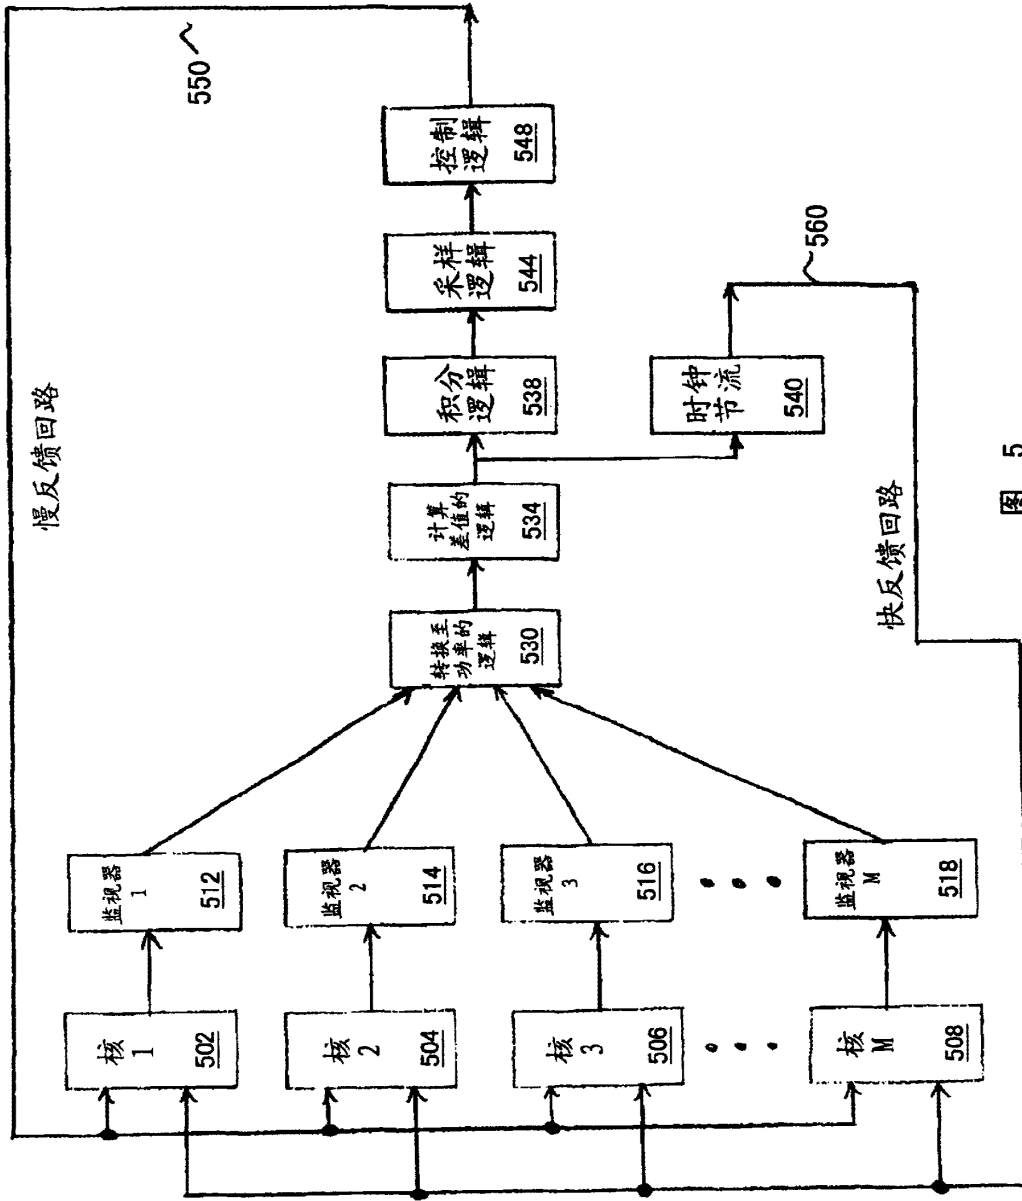 慢反馈回路
550
核
1
502
监视器
1
512
核
2
504
监视器
2
514
核
3
506
监视器
3
516
核
M
508
监视器
M
518
转换至
功率的
逻辑
530
计算
差值的
逻辑
534
积分
逻辑
538
采样
逻辑
544
控制
逻辑
548
时钟
节流
540
560
快反馈回路
图 5